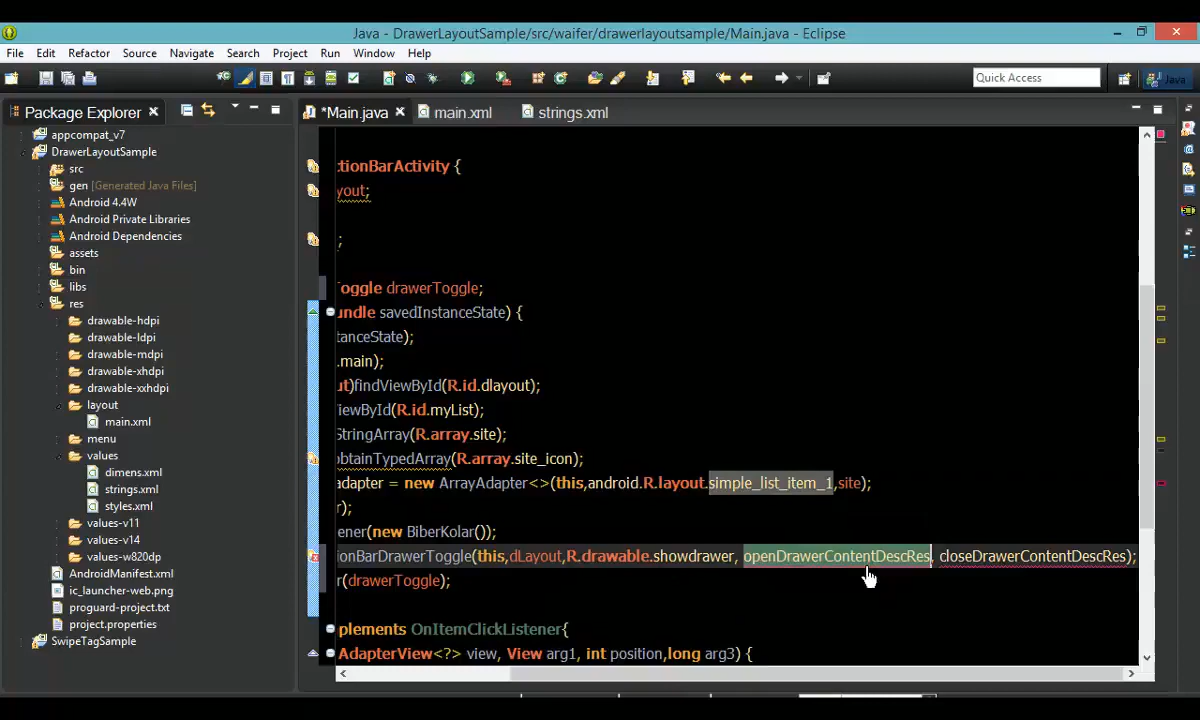 Java - DrawerLayoutSample/src/waifer/drawerlayoutsample/Main.java - Eclipse
File Edit Refactor Source Navigate Search Project Run Window Help
Quick Access
Java
Package Explorer
*Main.java
main.xml
strings.xml
appcompat_v7
DrawerLayoutSample
src
gen [Generated Java Files]
Android 4.4W
Android Private Libraries
Android Dependencies
assets
bin
libs
res
drawable-hdpi
drawable-ldpi
drawable-mdpi
drawable-xhdpi
drawable-xxhdpi
layout
main.xml
menu
values
dimens.xml
strings.xml
styles.xml
values-v11
values-v14
values-w820dp
AndroidManifest.xml
ic_launcher-web.png
proguard-project.txt
project.properties
SwipeTagSample
ctionBarActivity {
yout;
;
Toggle drawerToggle;
undle savedInstanceState) {
tanceState);
.main);
ut)findViewById(R.id.dlayout);
iewById(R.id.myList);
StringArray(R.array.site);
obtainTypedArray(R.array.site_icon);
adapter = new ArrayAdapter<>(this,android.R.layout.simple_list_item_1,site);
r);
ener(new BiberKolar());
ionBarDrawerToggle(this,dLayout,R.drawable.showdrawer, openDrawerContentDescRes, closeDrawerContentDescRes);
r(drawerToggle);
plements OnItemClickListener{
AdapterView<?> view, View arg1, int position,long arg3) {